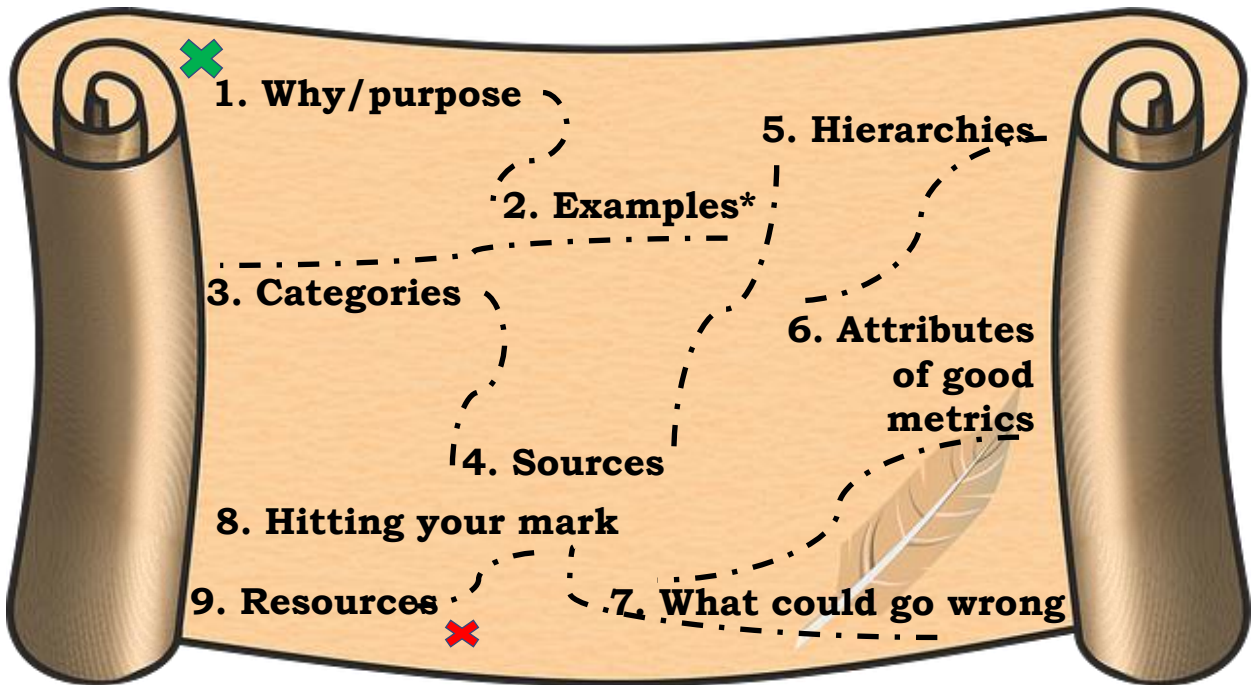 1. Why/purpose
2. Examples*
3. Categories
4. Sources
5. Hierarchies
6. Attributes
of good
metrics
7. What could go wrong
8. Hitting your mark
9. Resources